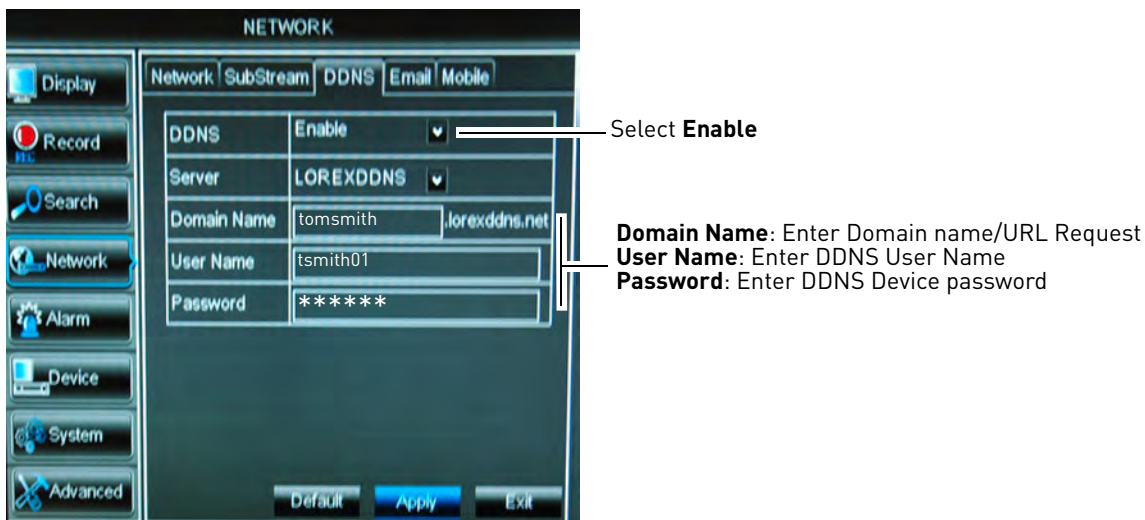 NETWORK
Display
Record
REC
Search
Network
Alarm
Device
System
Advanced
Network SubStream DDNS Email Mobile
DDNS Enable
Server LOREXDDNS
Domain Name tomsmith .lorexddns.net
User Name tsmith01
Password ******
Default Apply Exit
Select Enable
Domain Name: Enter Domain name/URL Request
User Name: Enter DDNS User Name
Password: Enter DDNS Device password